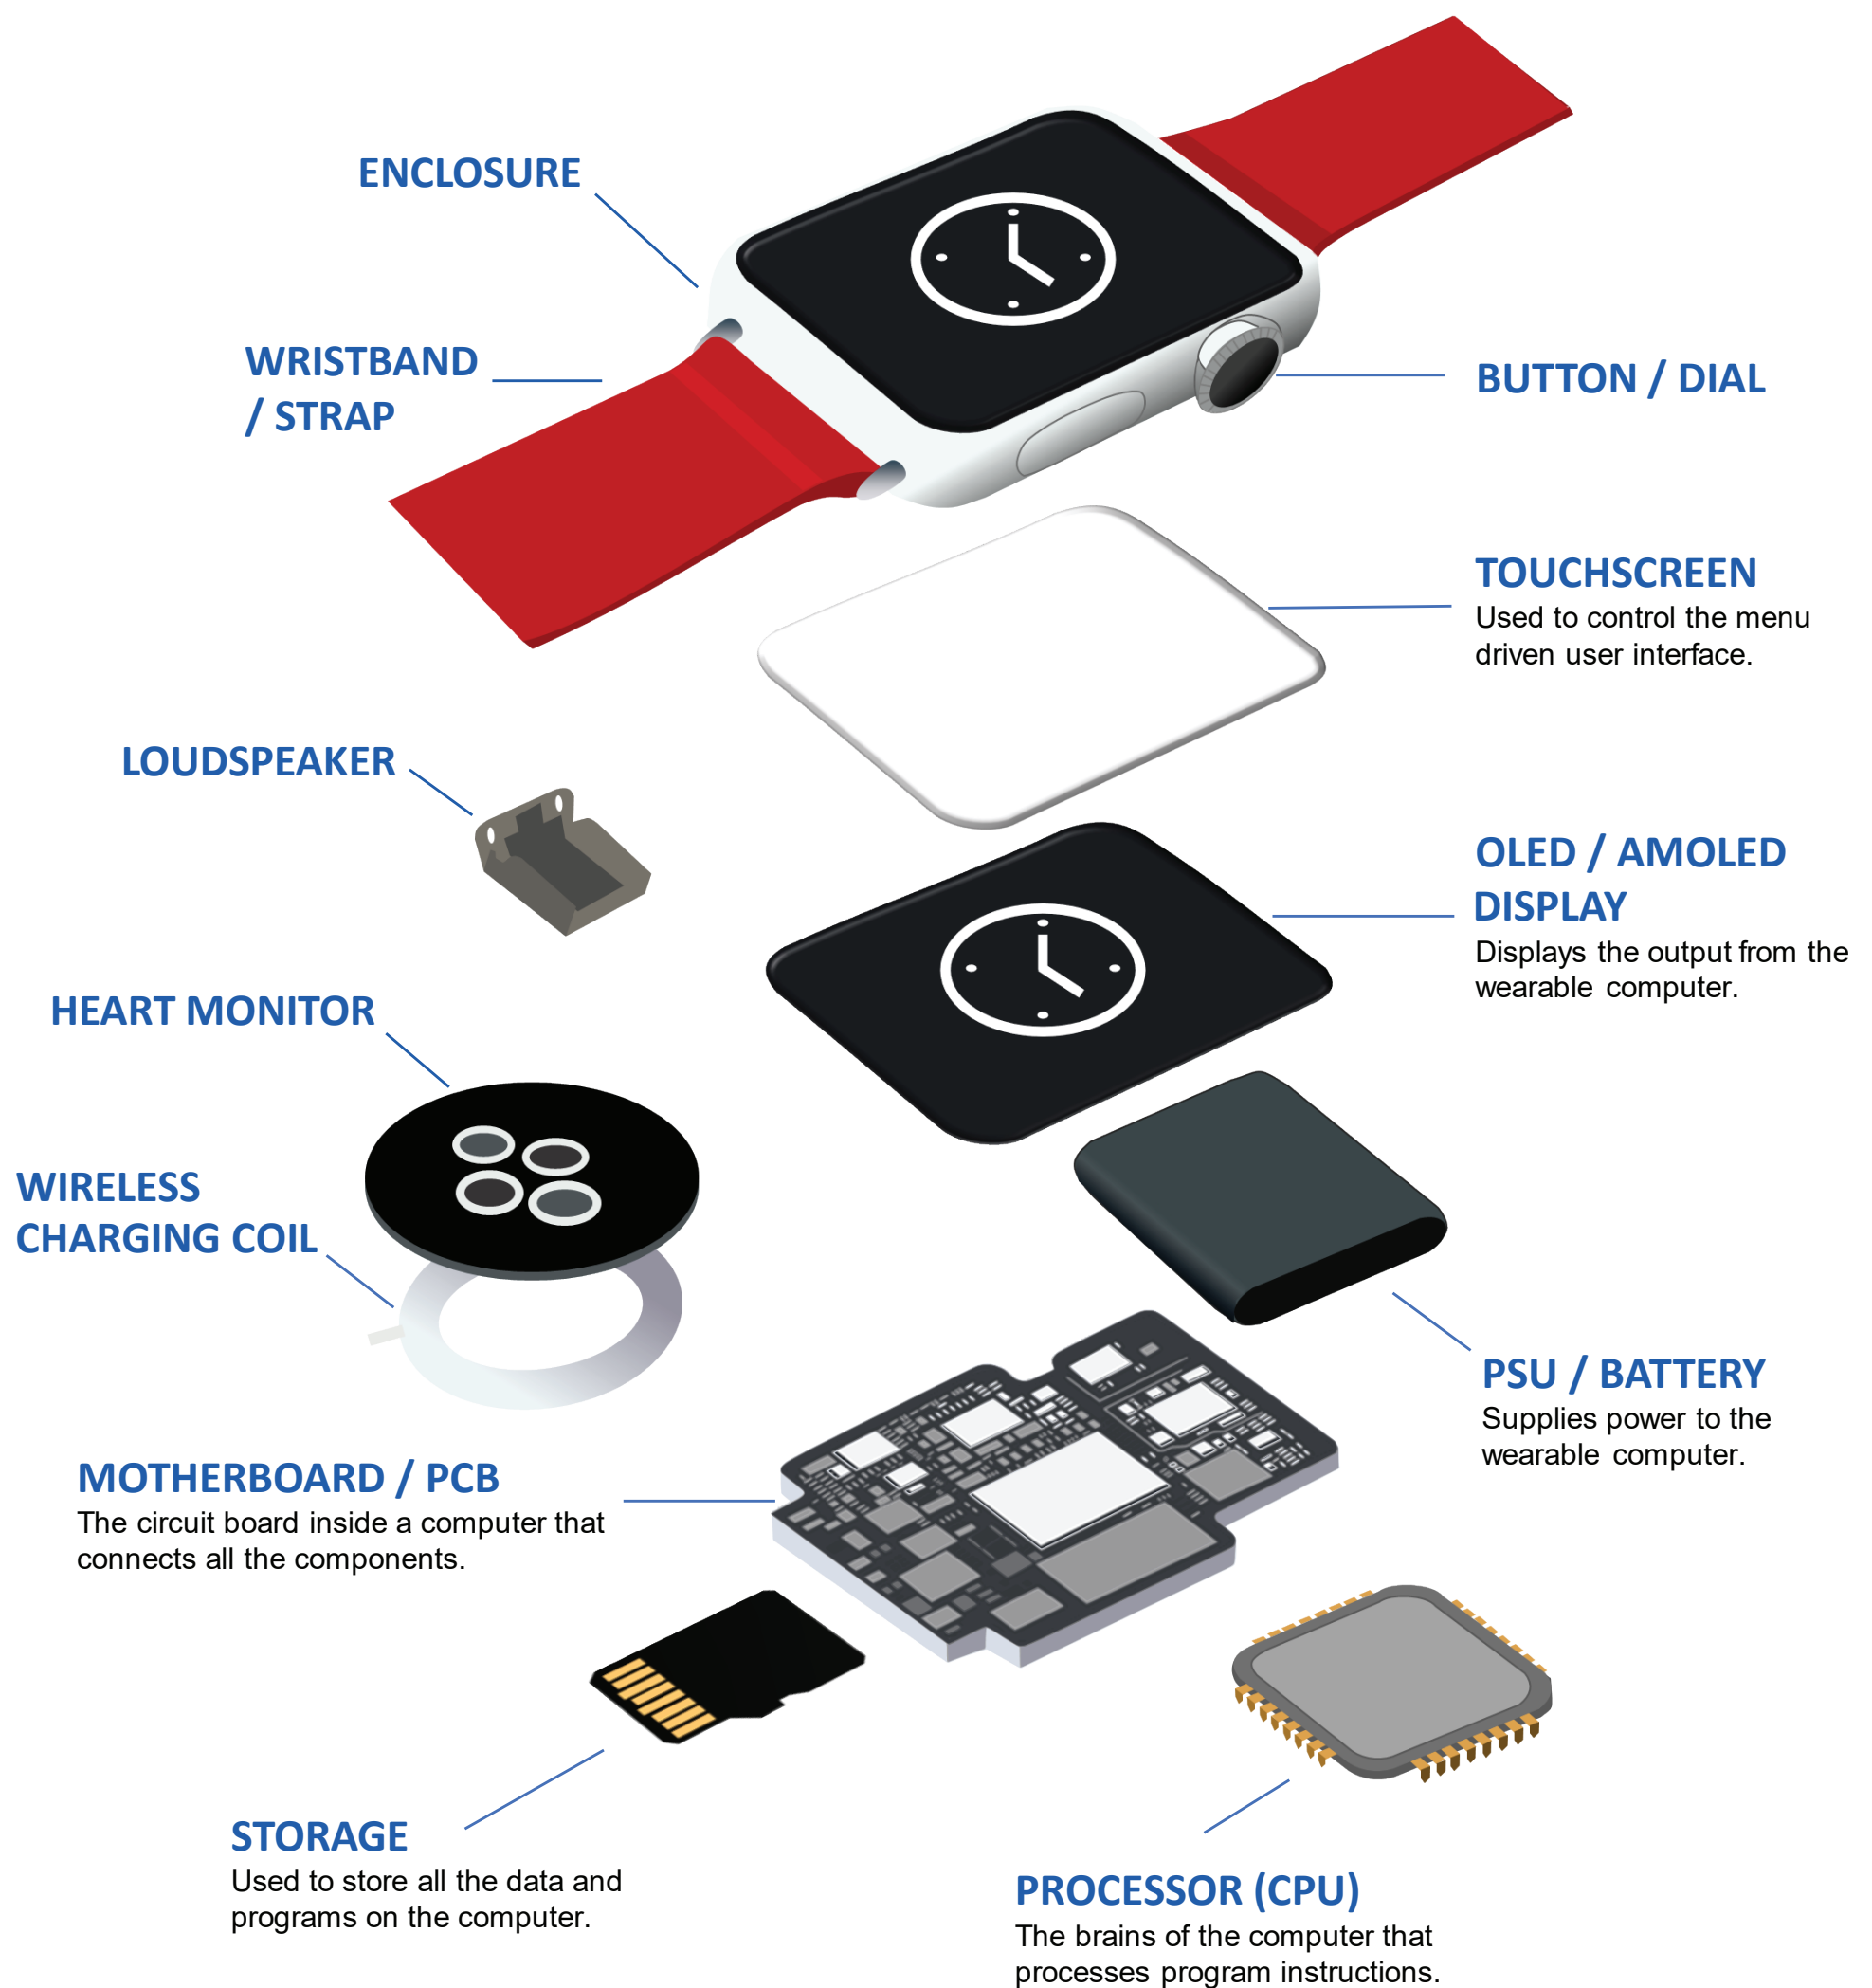 ENCLOSURE
WRISTBAND
/ STRAP
BUTTON / DIAL
TOUCHSCREEN
Used to control the menu
driven user interface.
LOUDSPEAKER
OLED / AMOLED
DISPLAY
Displays the output from the
wearable computer.
HEART MONITOR
WIRELESS
CHARGING COIL
PSU / BATTERY
Supplies power to the
wearable computer.
MOTHERBOARD / PCB
The circuit board inside a computer that
connects all the components.
STORAGE
Used to store all the data and
programs on the computer.
PROCESSOR (CPU)
The brains of the computer that
processes program instructions.